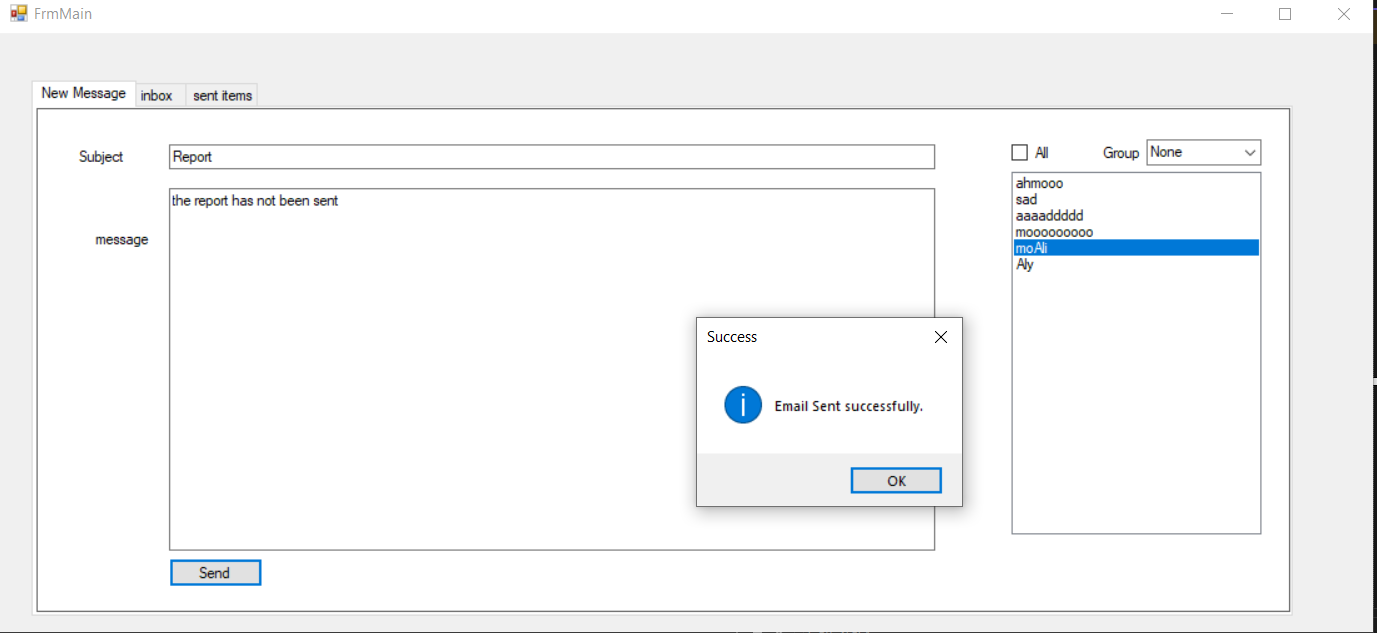 FrmMain
New Message inbox sent items
Subject Report
All Group None
the report has not been sent
message
ahmooo
sad
aaaaddddd
mooooooooo
moAli
Aly
Success
Email Sent successfully.
OK
Send